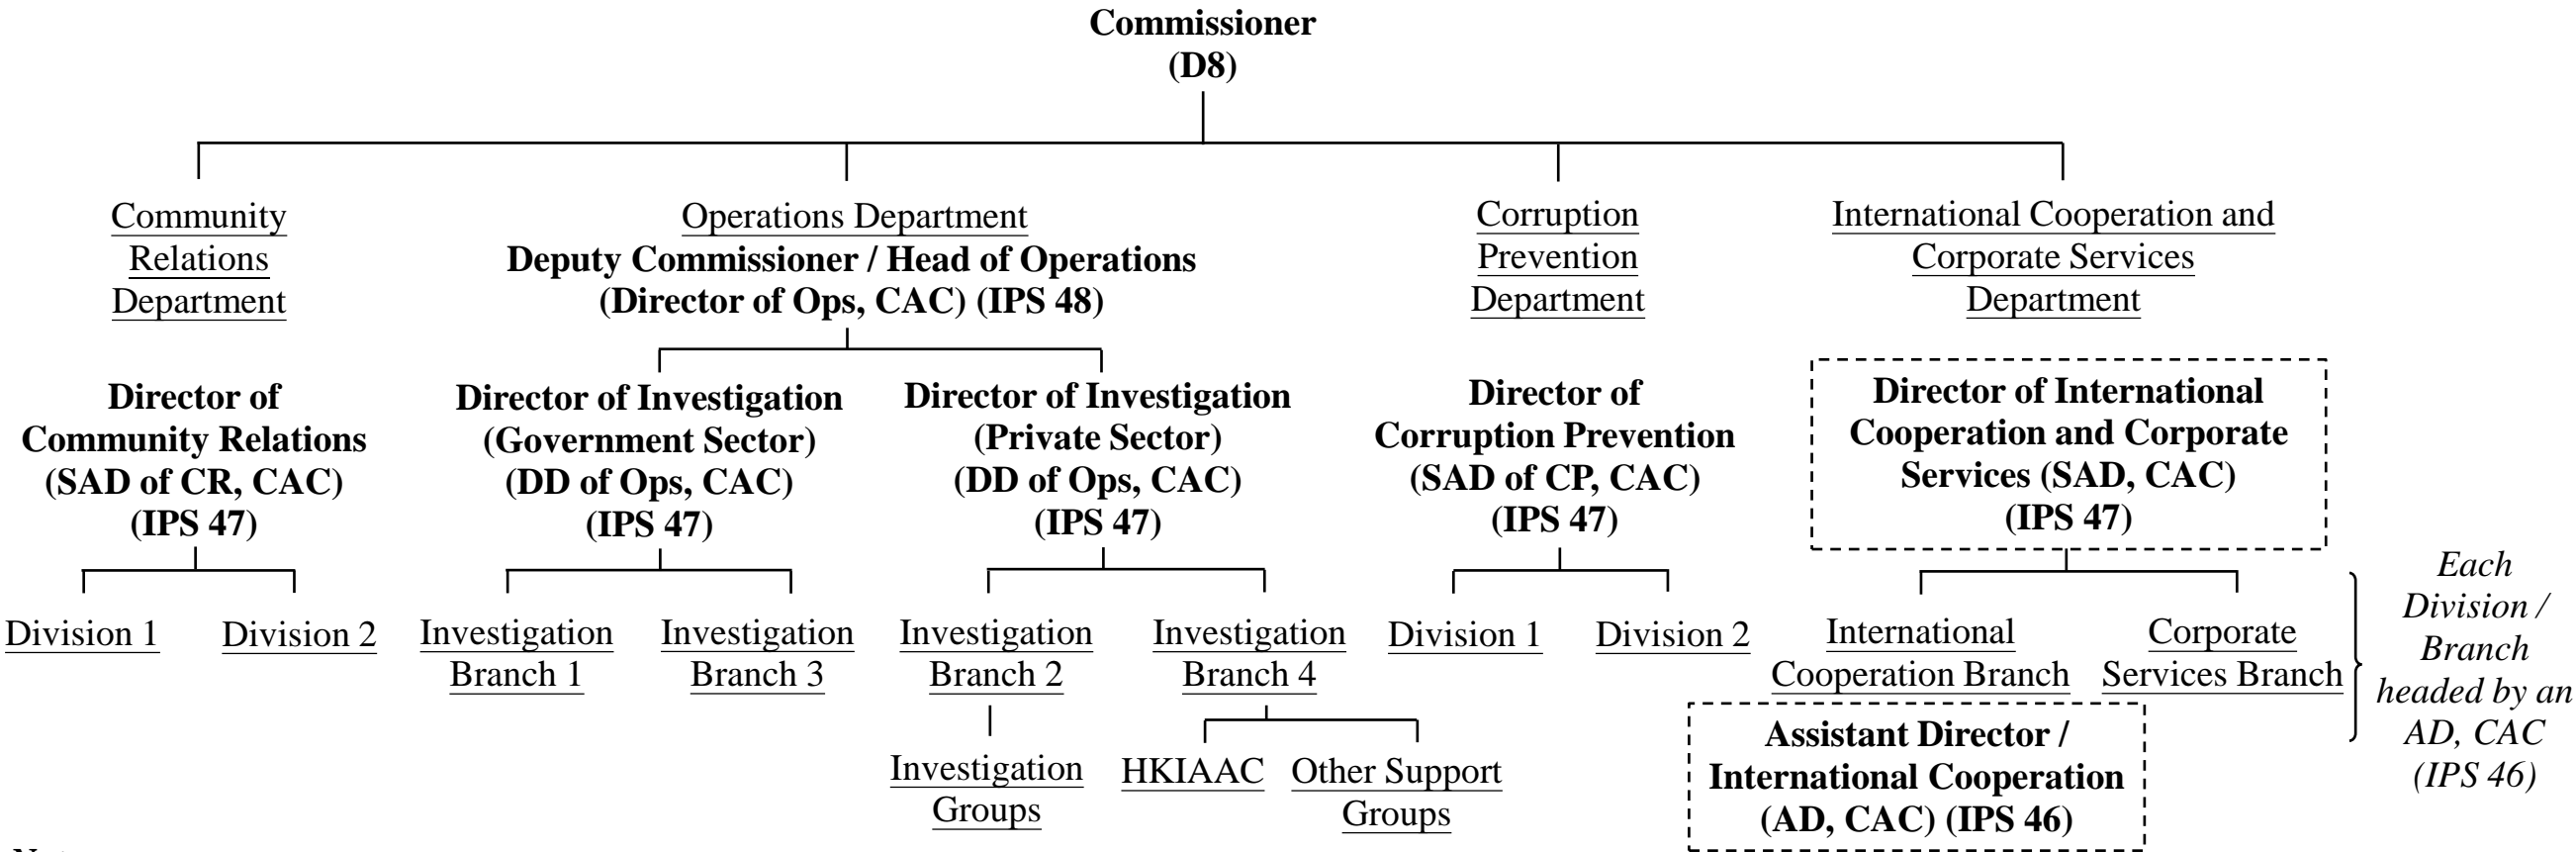 Commissioner
(D8)
Community
Relations
Department
Operations Department
Deputy Commissioner / Head of Operations
(Director of Ops, CAC) (IPS 48)
Corruption
Prevention
Department
International Cooperation and
Corporate Services
Department
Director of
Community Relations
(SAD of CR, CAC)
(IPS 47)
Director of Investigation
(Government Sector)
(DD of Ops, CAC)
(IPS 47)
Director of Investigation
(Private Sector)
(DD of Ops, CAC)
(IPS 47)
Director of
Corruption Prevention
(SAD of CP, CAC)
(IPS 47)
Director of International
Cooperation and Corporate
Services (SAD, CAC)
(IPS 47)
Division 1
Division 2
Investigation
Branch 1
Investigation
Branch 3
Investigation
Branch 2
Investigation
Branch 4
Division 1
Division 2
International
Cooperation Branch
Corporate
Services Branch
Each
Division /
Branch
headed by an
AD, CAC
(IPS 46)
Investigation
Groups
HKIAAC
Other Support
Groups
Assistant Director /
International Cooperation
(AD, CAC) (IPS 46)